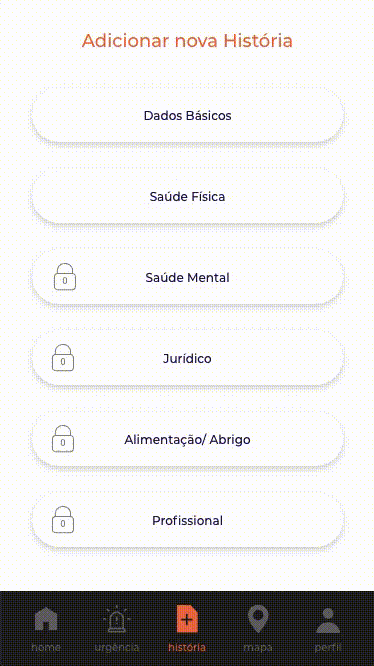 Adicionar nova História
Dados Básicos
Saúde Física
0
Saúde Mental
0
Jurídico
0
Alimentação/ Abrigo
0
Profissional
home
urgência
história
mapa
perfil